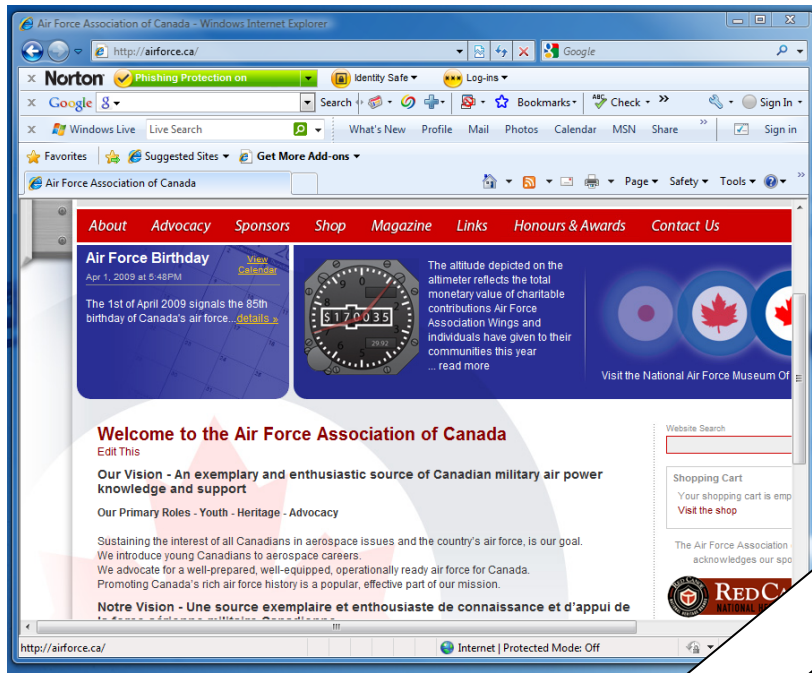 Air Force Association of Canada - Windows Internet Explorer
http://airforce.ca/
Google
Norton Phishing Protection on Identity Safe Log-ins
Google Search Bookmarks ABC Check >> Sign In
Windows Live Live Search What's New Profile Mail Photos Calendar MSN Share >> Sign in
Favorites Suggested Sites Get More Add-ons
Air Force Association of Canada Page Safety Tools >>
About Advocacy Sponsors Shop Magazine Links Honours & Awards Contact Us
Air Force Birthday
View Calendar
Apr 1, 2009 at 5:48PM
The 1st of April 2009 signals the 85th
birthday of Canada's air force...details »
$170035
29.92
The altitude depicted on the
altimeter reflects the total
monetary value of charitable
contributions Air Force
Association Wings and
individuals have given to their
communities this year
... read more
Visit the National Air Force Museum Of
Welcome to the Air Force Association of Canada
Edit This
Our Vision - An exemplary and enthusiastic source of Canadian military air power
knowledge and support
Our Primary Roles - Youth - Heritage - Advocacy
Sustaining the interest of all Canadians in aerospace issues and the country's air force, is our goal.
We introduce young Canadians to aerospace careers.
We advocate for a well-prepared, well-equipped, operationally ready air force for Canada.
Promoting Canada's rich air force history is a popular, effective part of our mission.
Notre Vision - Une source exemplaire et enthousiaste de connaissance et d'appui de
Website Search
Shopping Cart
Your shopping cart is emp
Visit the shop
The Air Force Association
acknowledges our spo
RED CA
NATIONAL HE
http://airforce.ca/
Internet | Protected Mode: Off